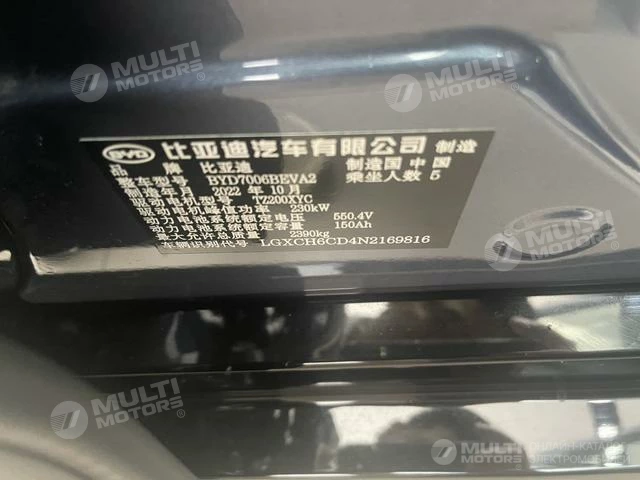 MULTI MOTORS®
MULTI MOTORS®
BYD 比亚迪汽车有限公司 制造
品 牌 比亚迪 制造国 中国
整车型号 BYD7006BEVA2 乘坐人数 5
制造年月 2022 年 10 月
驱动电机型号 TZ200XYC
驱动电机峰值功率 230kW
动力电池系统额定电压 550.4V
动力电池系统额定容量 150Ah
最大允许总质量 2390kg
车辆识别代号 LGXCH6CD4N2169816
MULTI MOTORS®
MULTI MOTORS®
MULTI MOTORS
ОНЛАЙН-КАТАЛОГ
ЭЛЕКТРОМОБИЛЕЙ